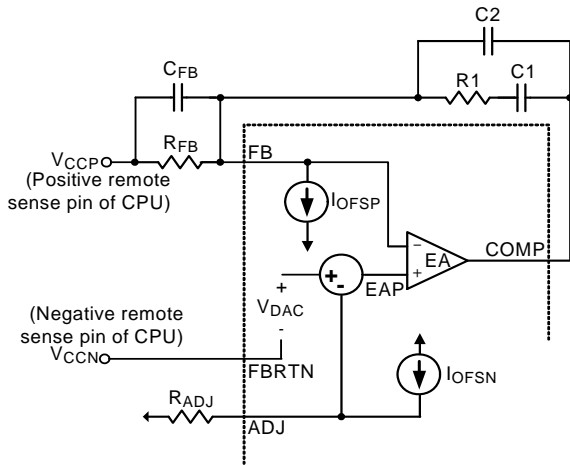 C2
CFB
R1
C1
RFB
VCCP
FB
(Positive remote
sense pin of CPU)
IOFSP
-
EA
+
COMP
+
-
EAP
+
VDAC
-
(Negative remote
sense pin of CPU)
VCCN
FBRTN
IOFSN
RADJ
ADJ